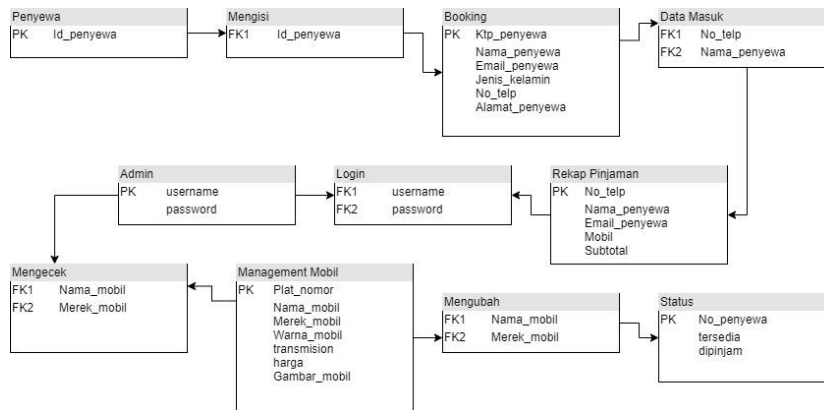 Penyewa
PK Id_penyewa
Mengisi
FK1 Id_penyewa
Booking
PK Ktp_penyewa
Nama_penyewa
Email_penyewa
Jenis_kelamin
No_telp
Alamat_penyewa
Data Masuk
FK1 No_telp
FK2 Nama_penyewa
Admin
PK username
password
Login
FK1 username
FK2 password
Rekap Pinjaman
PK No_telp
Nama_penyewa
Email_penyewa
Mobil
Subtotal
Mengecek
FK1 Nama_mobil
FK2 Merek_mobil
Management Mobil
PK Plat_nomor
Nama_mobil
Merek_mobil
Warna_mobil
transmision
harga
Gambar_mobil
Mengubah
FK1 Nama_mobil
FK2 Merek_mobil
Status
PK No_penyewa
tersedia
dipinjam